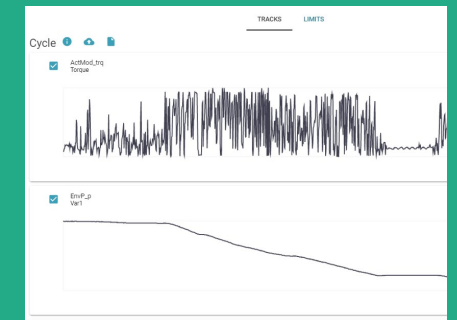 TRACKS LIMITS
Cycle
ActMod_trq
Torque
EnvP_p
Var1